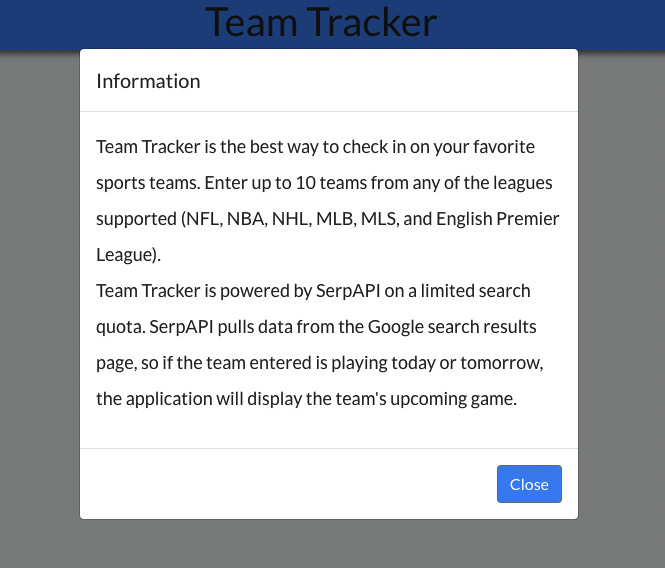 Team Tracker
Information
Team Tracker is the best way to check in on your favorite
sports teams. Enter up to 10 teams from any of the leagues
supported (NFL, NBA, NHL, MLB, MLS, and English Premier
League).
Team Tracker is powered by SerpAPI on a limited search
quota. SerpAPI pulls data from the Google search results
page, so if the team entered is playing today or tomorrow,
the application will display the team's upcoming game.
Close